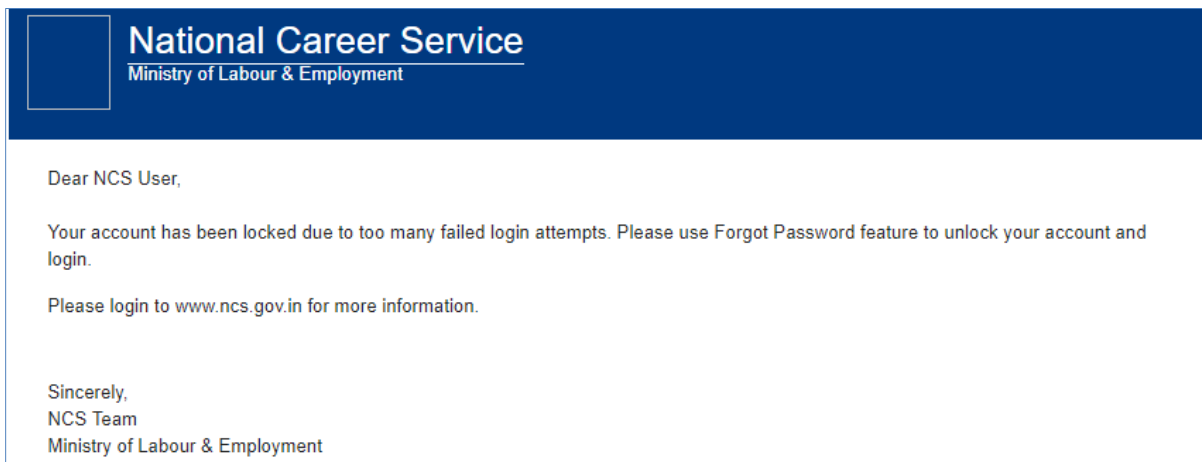 National Career Service
Ministry of Labour & Employment
Dear NCS User,
Your account has been locked due to too many failed login attempts. Please use Forgot Password feature to unlock your account and
login.
Please login to www.ncs.gov.in for more information.
Sincerely,
NCS Team
Ministry of Labour & Employment